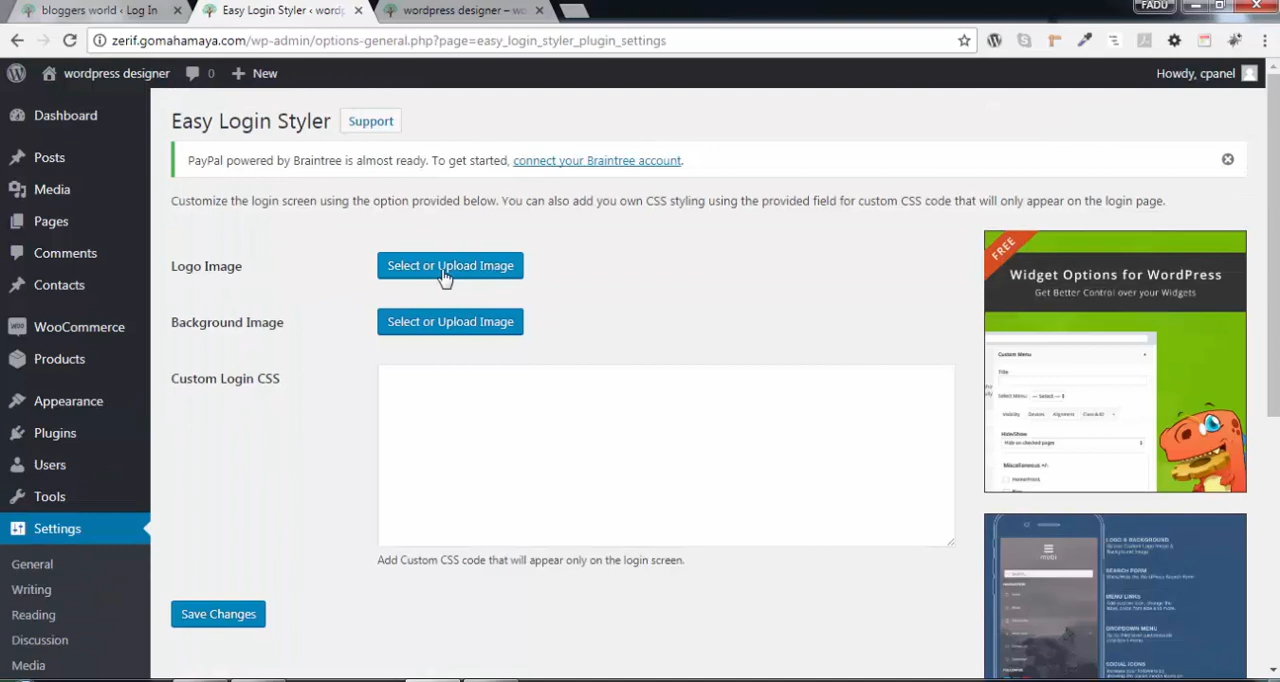 bloggers world ‹ Log In
Easy Login Styler ‹ wordp
wordpress designer – wo
FADU
zerif.gomahamaya.com/wp-admin/options-general.php?page=easy_login_styler_plugin_settings
wordpress designer
0
+ New
Howdy, cpanel
Dashboard
Posts
Media
Pages
Comments
Contacts
WooCommerce
Products
Appearance
Plugins
Users
Tools
Settings
General
Writing
Reading
Discussion
Media
Easy Login Styler
Support
PayPal powered by Braintree is almost ready. To get started, connect your Braintree account.
Customize the login screen using the option provided below. You can also add you own CSS styling using the provided field for custom CSS code that will only appear on the login page.
Logo Image
Select or Upload Image
Background Image
Select or Upload Image
Custom Login CSS
Add Custom CSS code that will appear only on the login screen.
Save Changes
FREE
Widget Options for WordPress
Get Better Control over your Widgets
Custom Menu
Title
Select Menu: — Select —
Visibility Devices Alignment Class & ID
Hide/Show
Hide on checked pages
Miscellaneous +/-
LOGO & BACKGROUND
SEARCH FORM
MENU LINKS
DROPDOWN MENU
SOCIAL ICONS